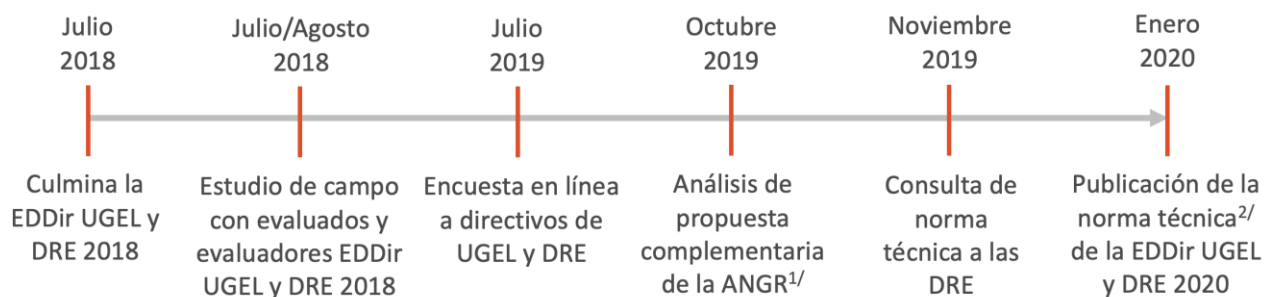 Julio
2018
Julio/Agosto
2018
Julio
2019
Octubre
2019
Noviembre
2019
Enero
2020
Culmina la
EDDir UGEL y
DRE 2018
Estudio de campo
con evaluados y
evaluadores EDDir
UGEL y DRE 2018
Encuesta en línea
a directivos de
UGEL y DRE
Análisis de
propuesta
complementaria
de la ANGR1/
Consulta de
norma
técnica a las
DRE
Publicación de la
norma técnica2/
de la EDDir UGEL
y DRE 2020